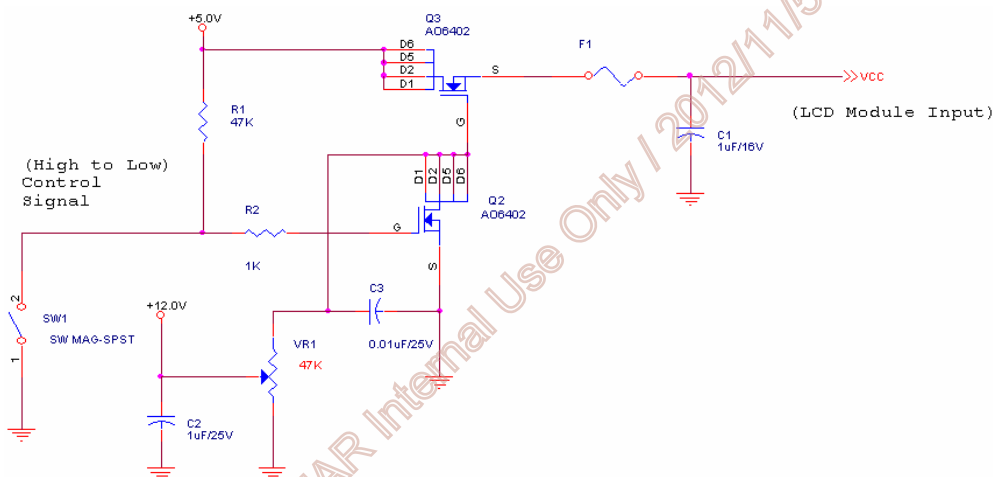 Q3
AO6402
+5.0V
D6
D5
D2
D1
S
G
F1
VCC
(LCD Module Input)
C1
1uF/16V
R1
47K
(High to Low)
Control
Signal
D1
D2
D5
D6
Q2
AO6402
R2
1K
G
S
2
SW1
SW MAG-SPST
1
+12.0V
C3
0.01uF/25V
VR1
47K
C2
1uF/25V
Internal Use Only / 2012/11/5